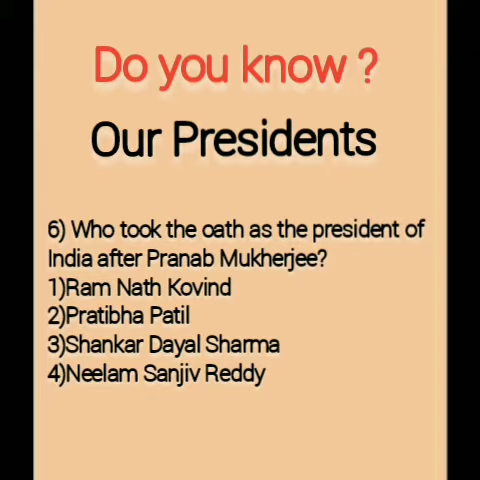 Do you know ?
Our Presidents
6) Who took the oath as the president of
India after Pranab Mukherjee?
1)Ram Nath Kovind
2)Pratibha Patil
3)Shankar Dayal Sharma
4)Neelam Sanjiv Reddy